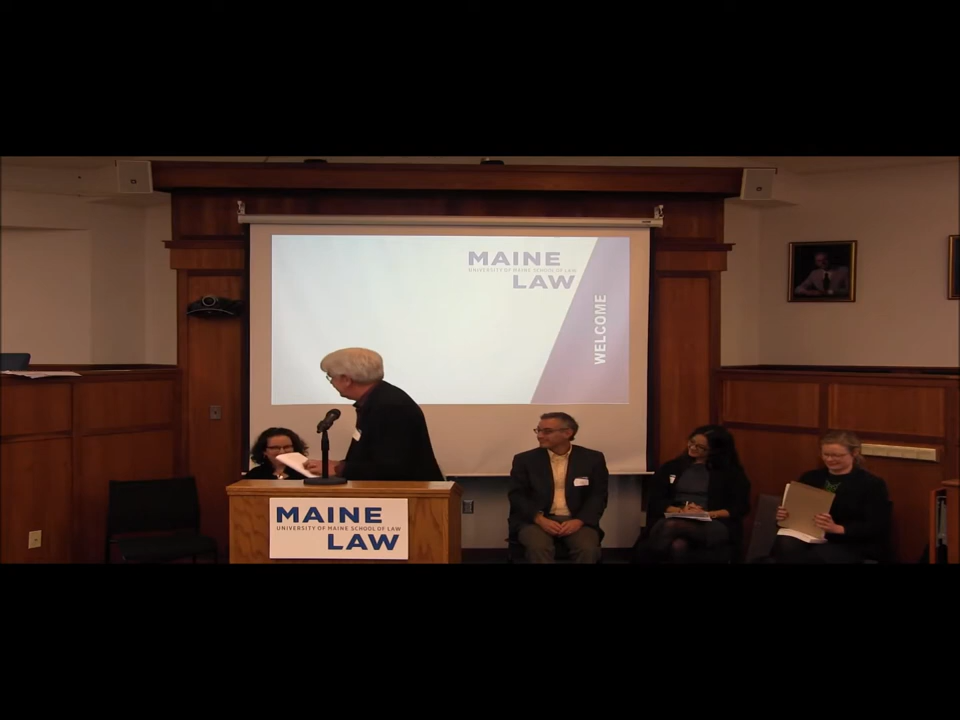 MAINE
UNIVERSITY OF MAINE SCHOOL OF LAW
LAW
WELCOME
MAINE
UNIVERSITY OF MAINE SCHOOL OF LAW
LAW